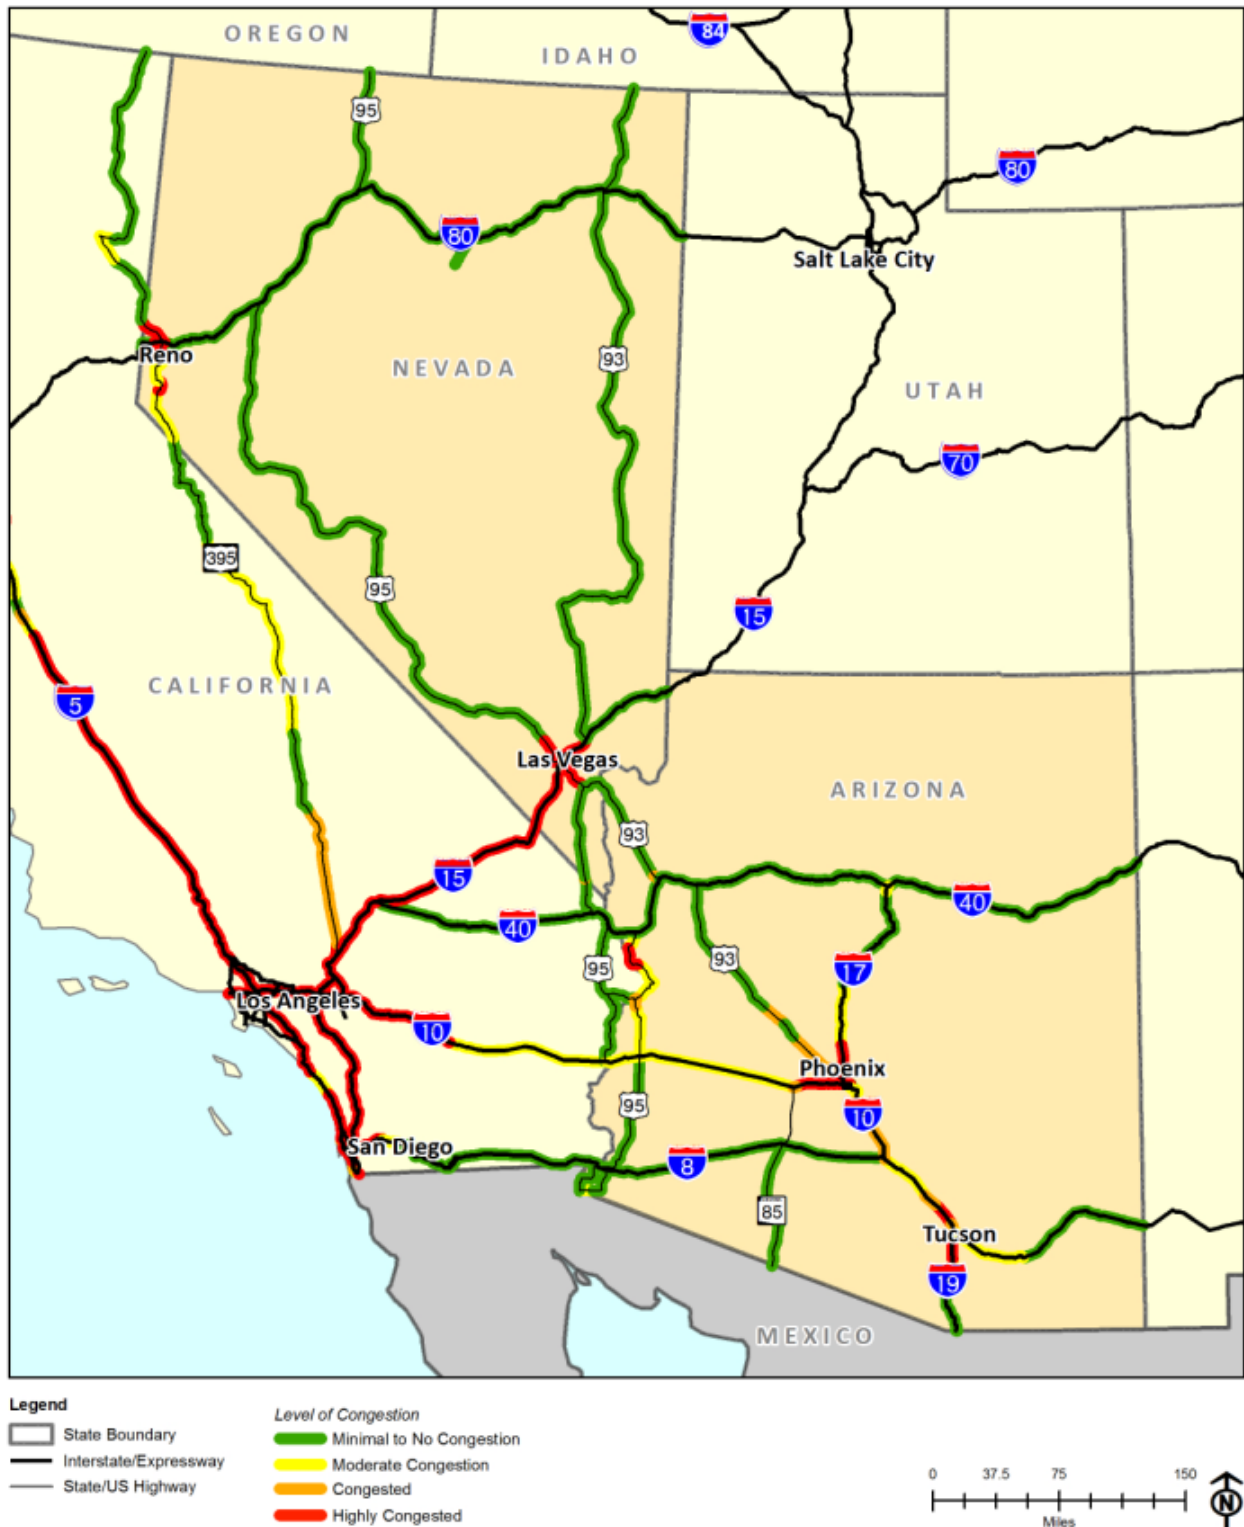 OREGON
IDAHO
84
95
80
80
Salt Lake City
Reno
NEVADA
93
UTAH
70
395
95
15
CALIFORNIA
5
Las Vegas
ARIZONA
93
15
40
40
93
95
17
Los Angeles
10
Phoenix
95
10
San Diego
8
85
Tucson
19
MEXICO
Legend
State Boundary
Interstate/Expressway
State/US Highway
Level of Congestion
Minimal to No Congestion
Moderate Congestion
Congested
Highly Congested
0 37.5 75 150
Miles
N